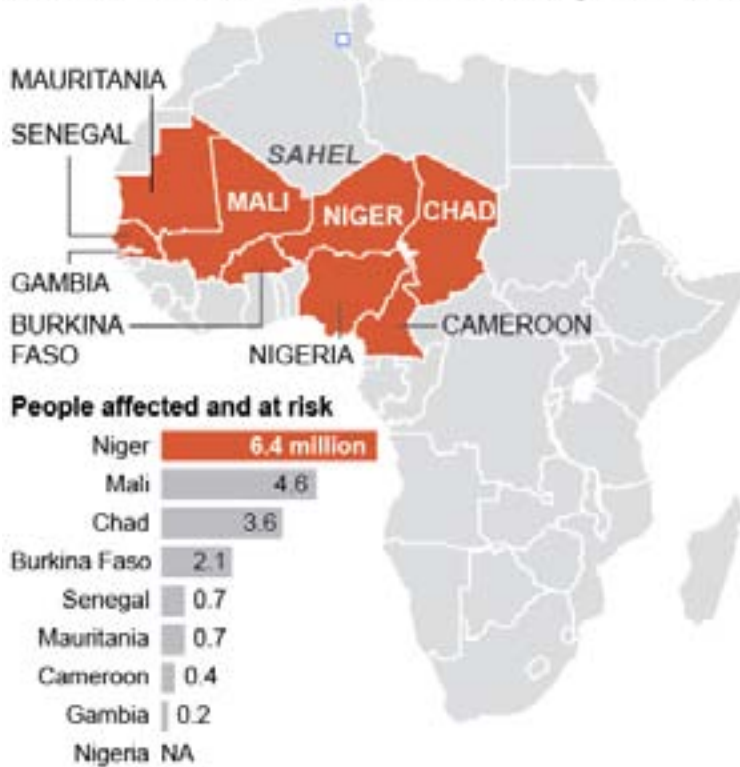 MAURITANIA
SENEGAL
SAHEL
MALI
NIGER
CHAD
GAMBIA
BURKINA
FASO
NIGERIA
CAMEROON
People affected and at risk
Niger 6.4 million
Mali 4.6
Chad 3.6
Burkina Faso 2.1
Senegal 0.7
Mauritania 0.7
Cameroon 0.4
Gambia 0.2
Nigeria NA